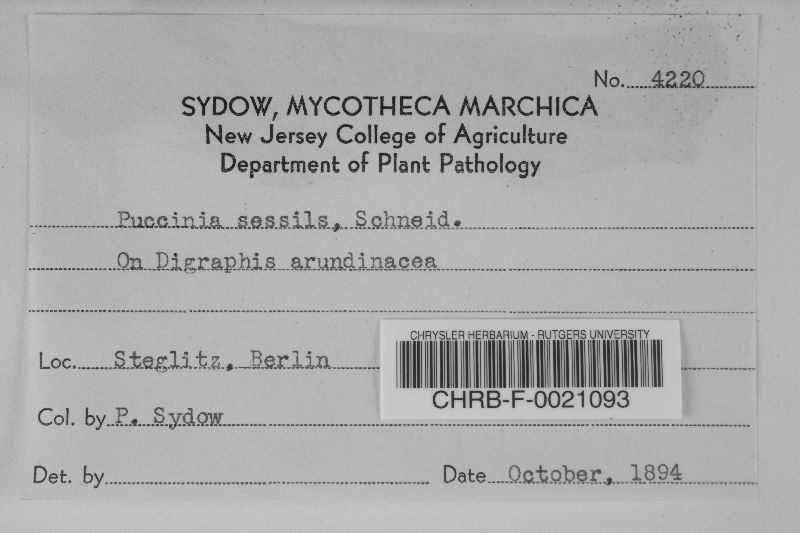 No. 4220
SYDOW, MYCOTHECA MARCHICA
New Jersey College of Agriculture
Department of Plant Pathology
Puccinia sessils, Schneid.
On Digraphis arundinacea
CHRYSLER HERBARIUM - RUTGERS UNIVERSITY
CHRB-F-0021093
Loc. Steglitz, Berlin
Col. by P. Sydow
Det. by
Date October, 1894